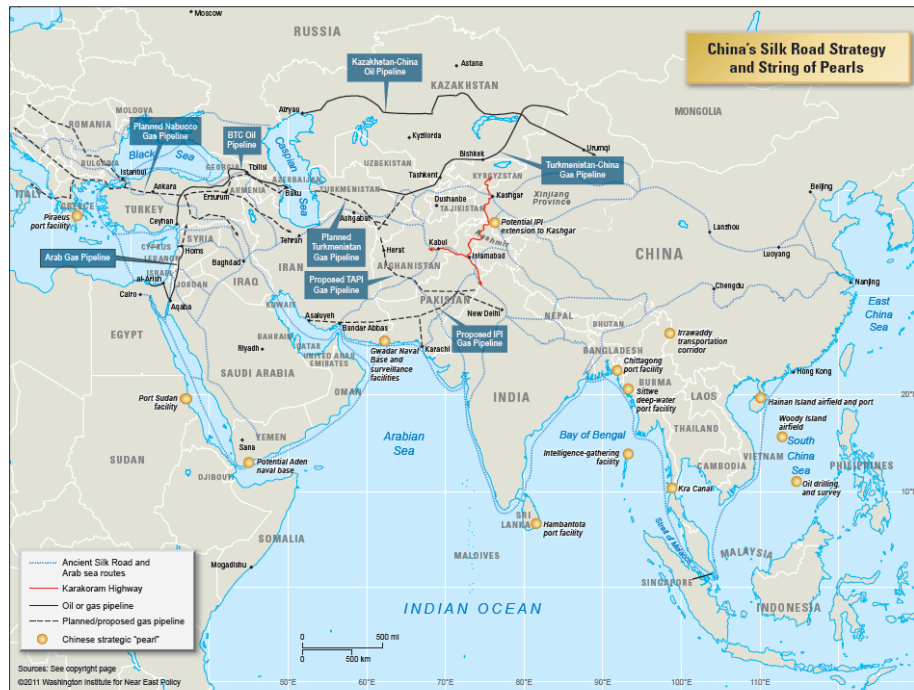 China's Silk Road Strategy
and String of Pearls
Moscow
RUSSIA
Kazakhstan-China
Oil Pipeline
Astana
KAZAKHSTAN
MONGOLIA
MOLDOVA
ROMANIA
Planned Nabucco
Gas Pipeline
BTC Oil
Pipeline
Atryau
Kyzllorda
Urumqi
BULGARIA
Black Sea
GEORGIA
Tbilisi
Caspian
Sea
UZBEKISTAN
Bishkek
Turkmenistan-China
Gas Pipeline
Istanbul
Tashkent
KYRGYZSTAN
ITALY
GREECE
Ankara
Erzurum
ARMENIA
AZERBAIJAN
Baku
TURKMENISTAN
Dushanbe
Kashgar
Xinjiang
Province
Beijing
Piraeus
port facility
TURKEY
TAJIKISTAN
Ceyhan
Ashgabat
Potential IPI
extension to Kashgar
Lanzhou
CYPRUS
SYRIA
Tehran
Planned
Turkmenistan
Gas Pipeline
Herat
Kabul
Kashmir
CHINA
Luoyang
Arab Gas Pipeline
LEBANON
Homs
Islamabad
ISRAEL
Baghdad
IRAN
Proposed TAPI
Gas Pipeline
AFGHANISTAN
Chengdu
Nanjing
al-Arish
JORDAN
IRAQ
PAKISTAN
Cairo
Aqaba
KUWAIT
New Delhi
NEPAL
East
China
Sea
EGYPT
Asaluyeh
Bandar Abbas
Proposed IPI
Gas Pipeline
BHUTAN
Irrawaddy
transportation
corridor
BAHRAIN
QATAR
Karachi
BANGLADESH
Riyadh
UNITED ARAB
EMIRATES
Gwadar Naval
Base and
surveillance
facilities
Chittagong
port facility
Hong Kong
SAUDI ARABIA
OMAN
INDIA
BURMA
Sittwe
deep-water
port facility
LAOS
Hainan Island airfield and port
20°N
Port Sudan
facility
THAILAND
Woody Island
airfield
Arabian
Sea
Bay of Bengal
VIETNAM
South
China
Sea
SUDAN
YEMEN
Sana
Intelligence-gathering
facility
CAMBODIA
PHILIPPINES
Potential Aden
naval base
Oil drilling
and survey
DJIBOUTI
Kra Canal
10°N
SRI
LANKA
Hambantota
port facility
SOMALIA
Strait of Malacca
MALDIVES
MALAYSIA
Mogadishu
SINGAPORE
INDIAN OCEAN
INDONESIA
Ancient Silk Road and
Arab sea routes
Karakoram Highway
Oil or gas pipeline
Planned/proposed gas pipeline
Chinese strategic "pearl"
0 500 mi
0 500 km
Sources: See copyright page
©2011 Washington Institute for Near East Policy
50°E 60°E 70°E 80°E 90°E 100°E 110°E